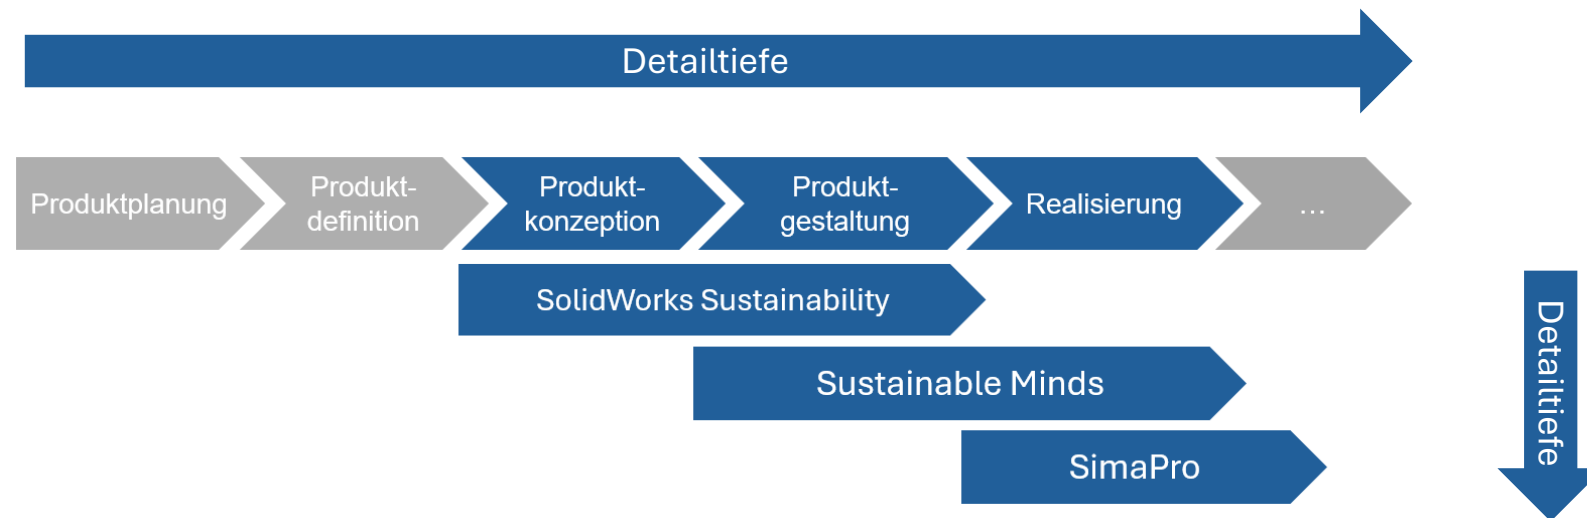 Detailtiefe
Produktplanung
Produkt-
definition
Produkt-
konzeption
Produkt-
gestaltung
Realisierung
...
SolidWorks Sustainability
Sustainable Minds
SimaPro
Detailtiefe